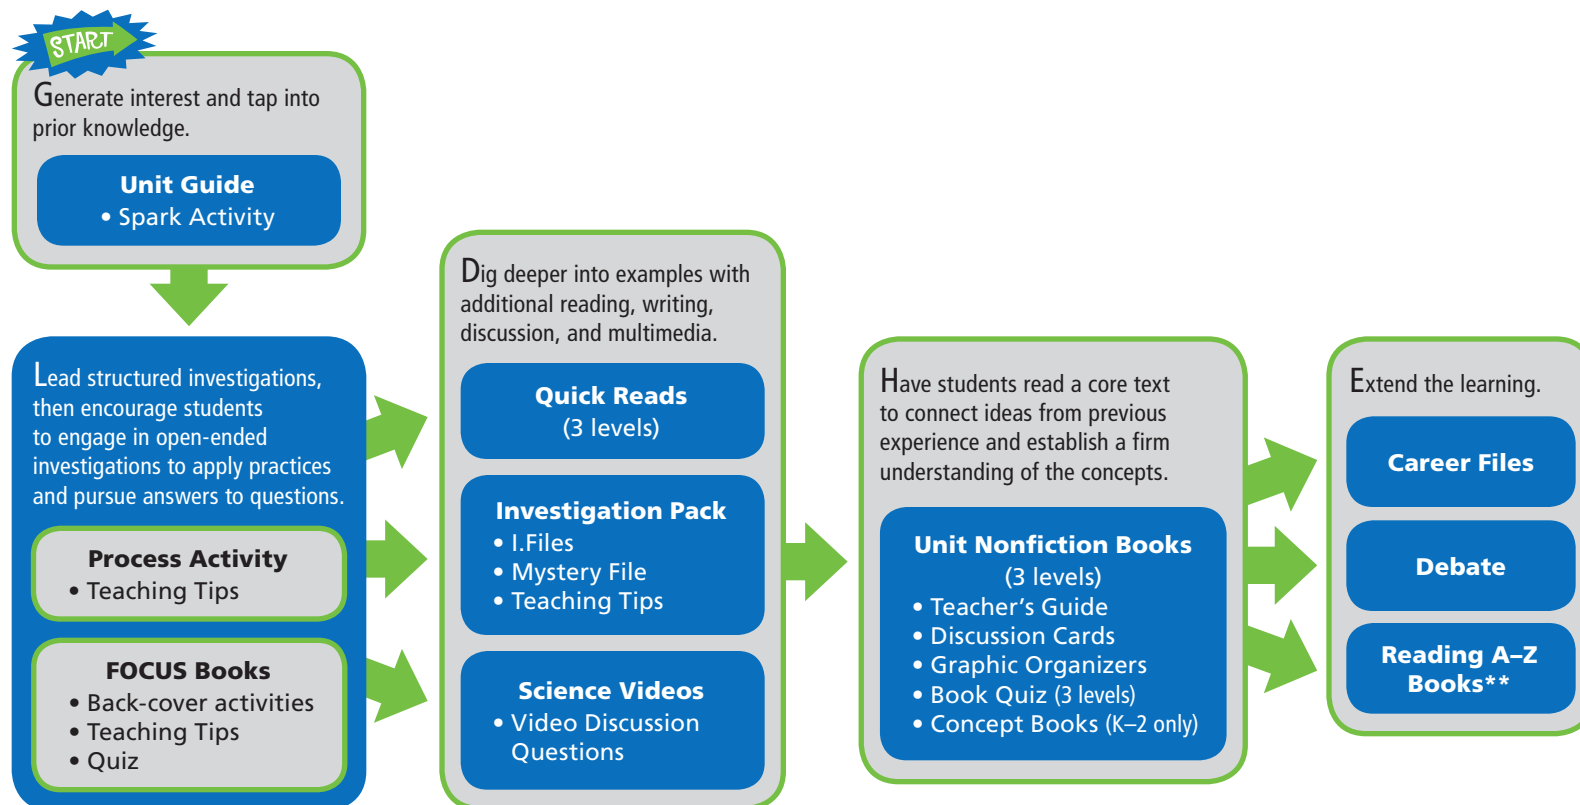 START
Generate interest and tap into
prior knowledge.
Unit Guide
• Spark Activity
Lead structured investigations,
then encourage students
to engage in open-ended
investigations to apply practices
and pursue answers to questions.
Process Activity
• Teaching Tips
FOCUS Books
• Back-cover activities
• Teaching Tips
• Quiz
Dig deeper into examples with
additional reading, writing,
discussion, and multimedia.
Quick Reads
(3 levels)
Investigation Pack
• I.Files
• Mystery File
• Teaching Tips
Science Videos
• Video Discussion
Questions
Have students read a core text
to connect ideas from previous
experience and establish a firm
understanding of the concepts.
Unit Nonfiction Books
(3 levels)
• Teacher’s Guide
• Discussion Cards
• Graphic Organizers
• Book Quiz (3 levels)
• Concept Books (K–2 only)
Extend the learning.
Career Files
Debate
Reading A–Z
Books**